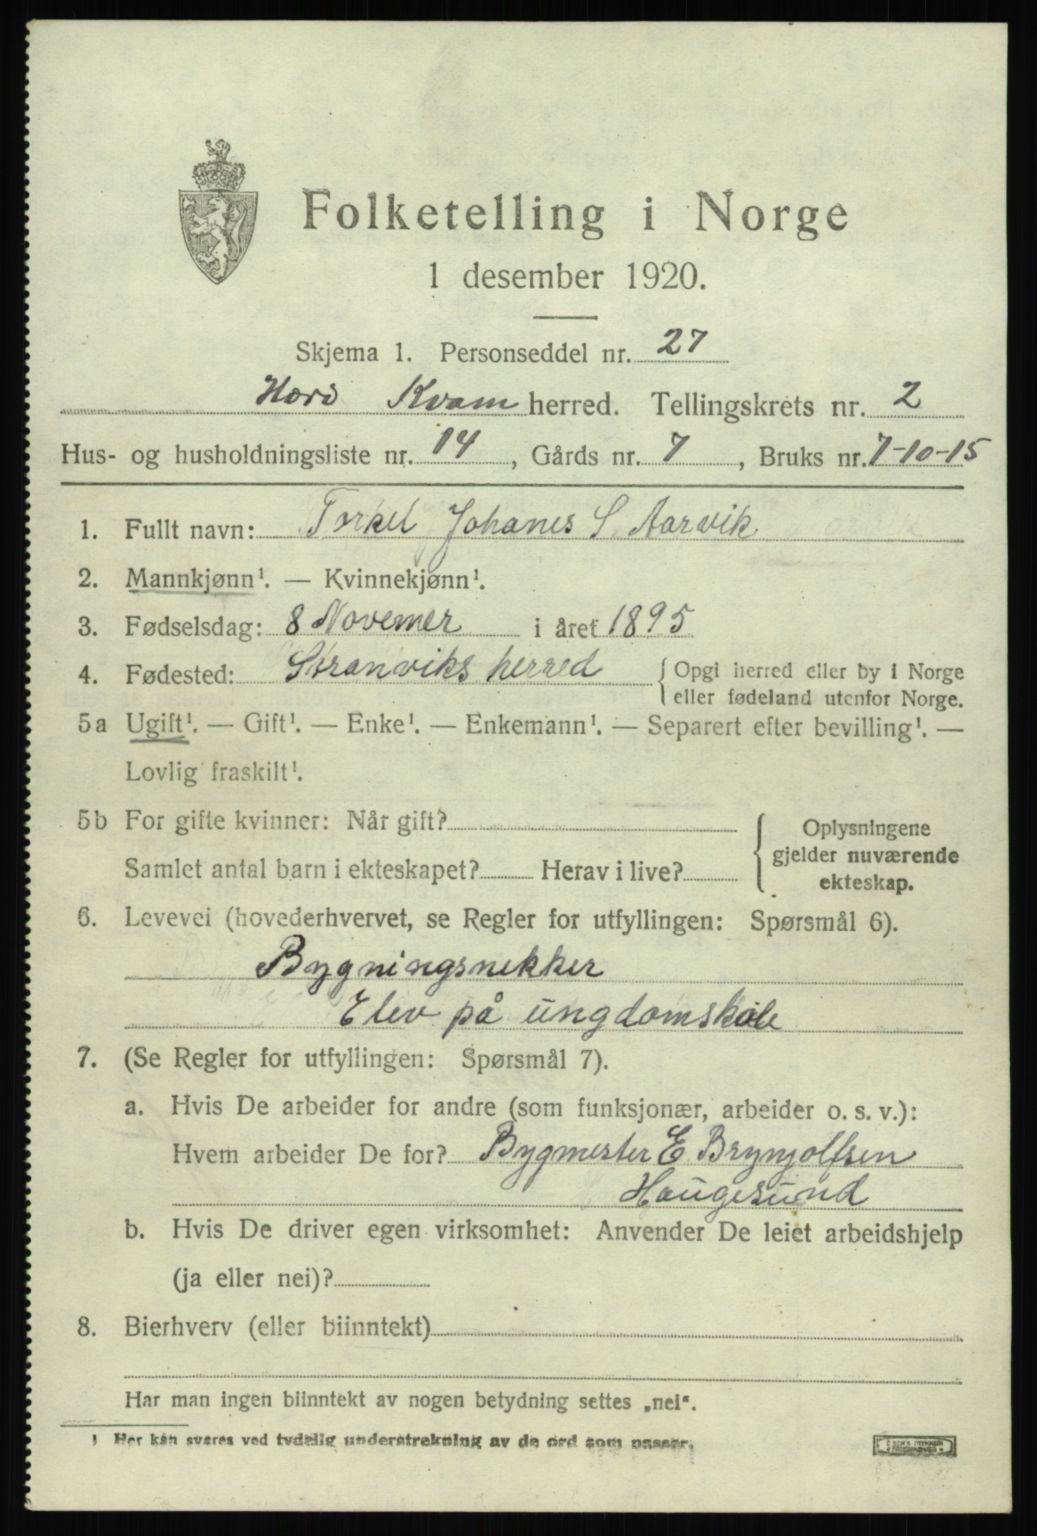 Folketelling i Norge
1 desember 1920.
Skjema 1. Personseddel nr. 27
Hord Kvam herred. Tellingskrets nr. 2
Hus- og husholdningsliste nr. 14, Gårds nr. 7, Bruks nr. 7-10-15
1. Fullt navn: Torkel Johanes S. Aarvik
2. Mannkjønn¹. — Kvinnekjønn¹.
3. Fødselsdag: 8 Novemer i året 1895
4. Fødested: Stranviks herred { Opgi herred eller by i Norge
eller fødeland utenfor Norge.
5a Ugift¹. — Gift¹. — Enke¹. — Enkemann¹. — Separert efter bevilling¹. —
Lovlig fraskilt¹.
5b For gifte kvinner: Når gift?
Samlet antal barn i ekteskapet? Herav i live?
Oplysningene
gjelder nuværende
ekteskap.
6. Levevei (hovederhvervet, se Regler for utfyllingen: Spørsmål 6).
Bygningsnekker
Elev på ungdomskole
7. (Se Regler for utfyllingen: Spørsmål 7).
a. Hvis De arbeider for andre (som funksjonær, arbeider o. s. v.):
Hvem arbeider De for? Bygmester E Brynjolfsen
Haugesund
b. Hvis De driver egen virksomhet: Anvender De leiet arbeidshjelp
(ja eller nei)?
8. Bierhverv (eller biinntekt)
Har man ingen biinntekt av nogen betydning settes „nei“.
¹ Her kan svares ved tydelig understrekning av de ord som passer.